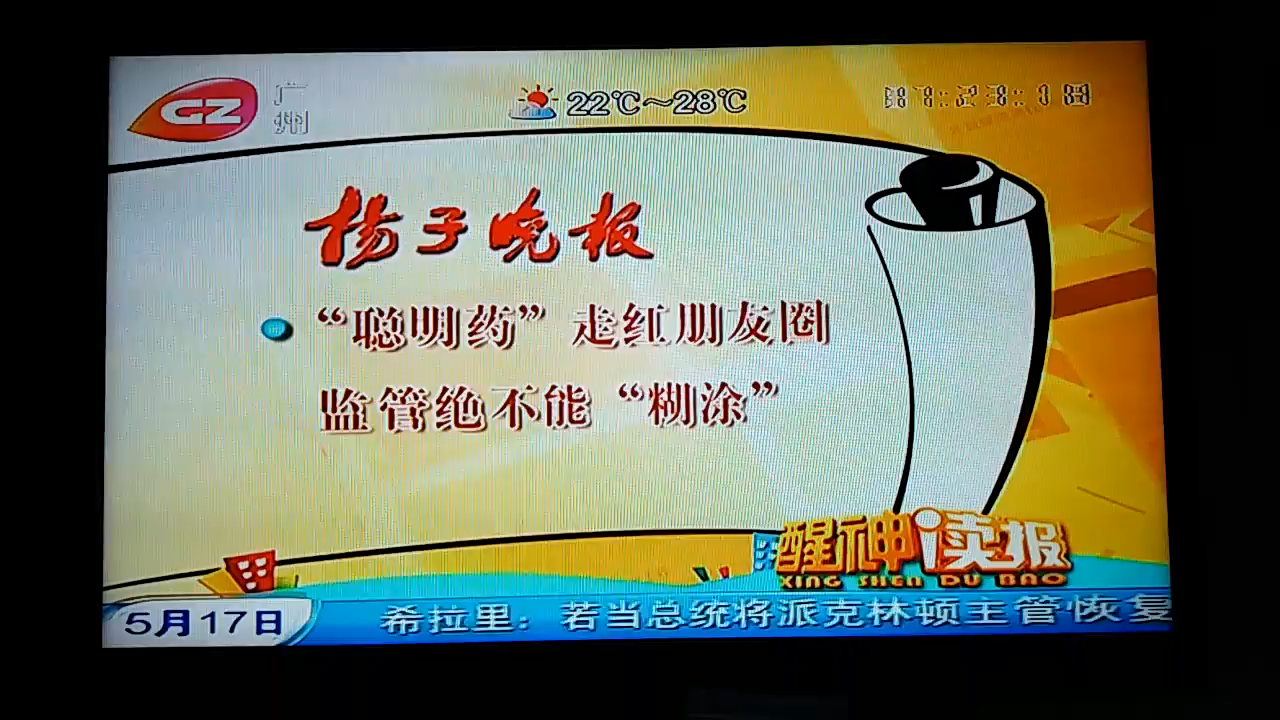 GZ
广
州
22℃～28℃
扬子晚报
“聪明药”走红朋友圈
监管绝不能“糊涂”
醒神读报
XING SHEN DU BAO
5月17日
希拉里：若当总统将派克林顿主管恢复